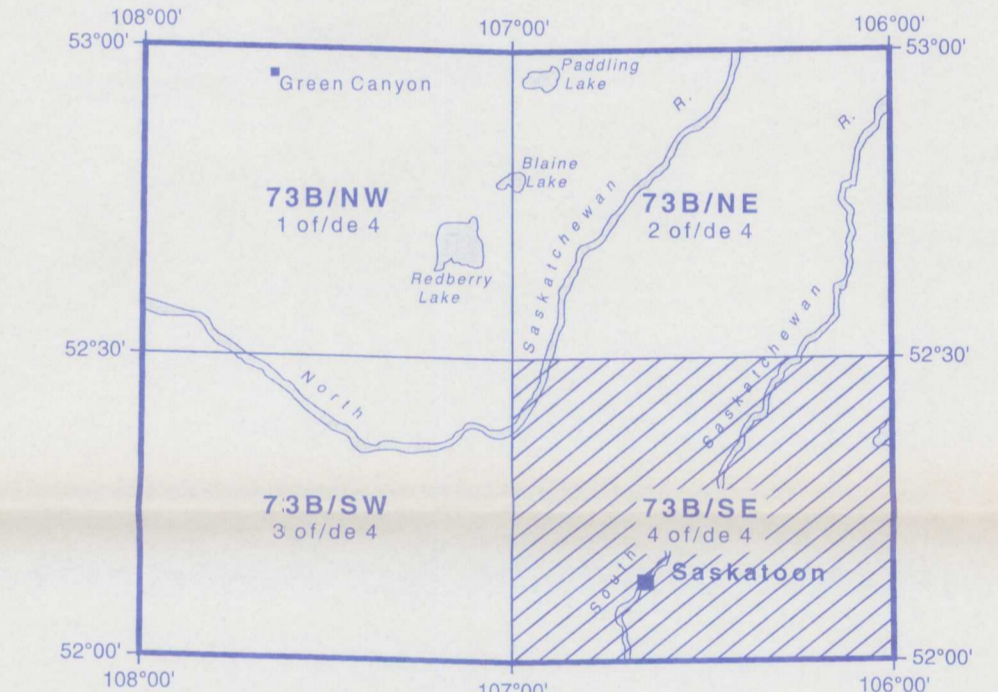 108°00'
107°00'
106°00'
53°00'
53°00'
Green Canyon
Paddling
Lake
R.
R.
Blaine
Lake
73B/NW
1 of/de 4
73B/NE
2 of/de 4
Redberry
Lake
Saskatchewan
Saskatchewan
52°30'
52°30'
North
73B/SW
3 of/de 4
73B/SE
4 of/de 4
South
Saskatoon
52°00'
52°00'
108°00'
107°00'
106°00'